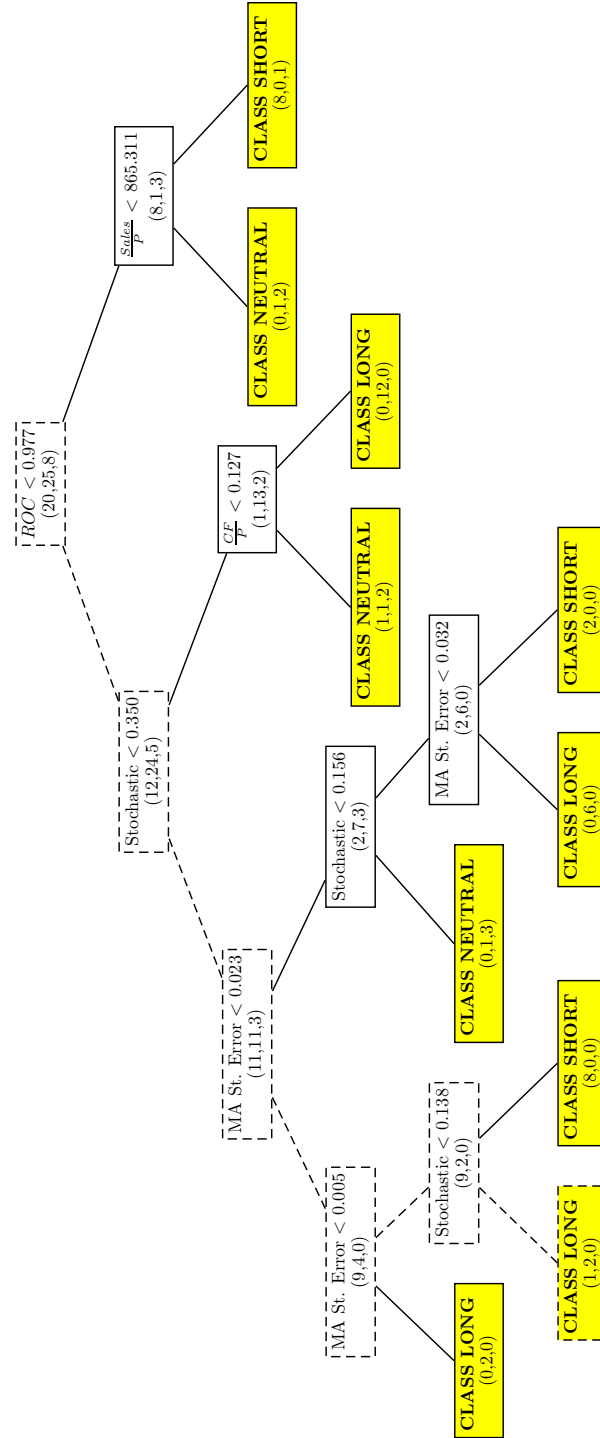 ROC < 0.977
(20,25,8)
Stochastic < 0.350
(12,24,5)
Sales/P < 865.311
(8,1,3)
MA St. Error < 0.023
(11,11,3)
CF/P < 0.127
(1,13,2)
CLASS NEUTRAL
(0,1,2)
CLASS SHORT
(8,0,1)
MA St. Error < 0.005
(9,4,0)
Stochastic < 0.156
(2,7,3)
CLASS NEUTRAL
(1,1,2)
CLASS LONG
(0,12,0)
CLASS LONG
(0,2,0)
Stochastic < 0.138
(9,2,0)
CLASS NEUTRAL
(0,1,3)
MA St. Error < 0.032
(2,6,0)
CLASS LONG
(1,2,0)
CLASS SHORT
(8,0,0)
CLASS LONG
(0,6,0)
CLASS SHORT
(2,0,0)